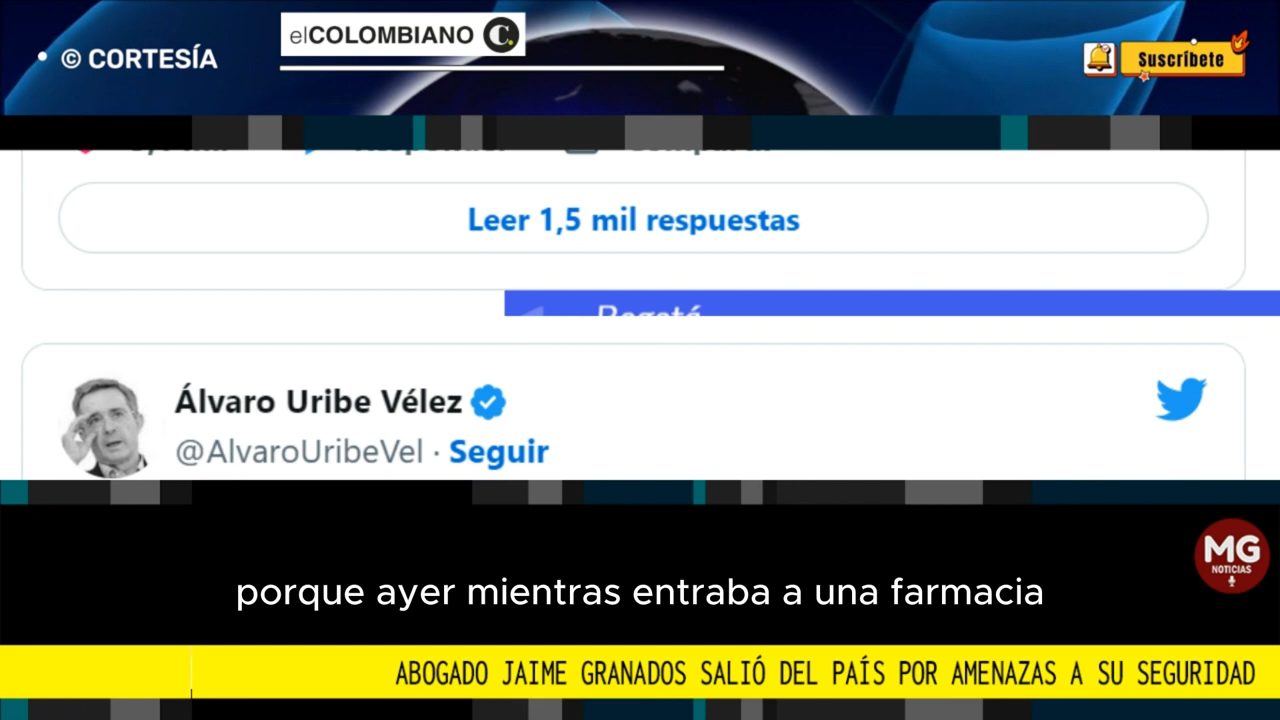 © CORTESÍA
elCOLOMBIANO C.
Suscríbete
Leer 1,5 mil respuestas
Bogotá
Álvaro Uribe Vélez
@AlvaroUribeVel · Seguir
MG
NOTICIAS
porque ayer mientras entraba a una farmacia
ABOGADO JAIME GRANADOS SALIÓ DEL PAÍS POR AMENAZAS A SU SEGURIDAD